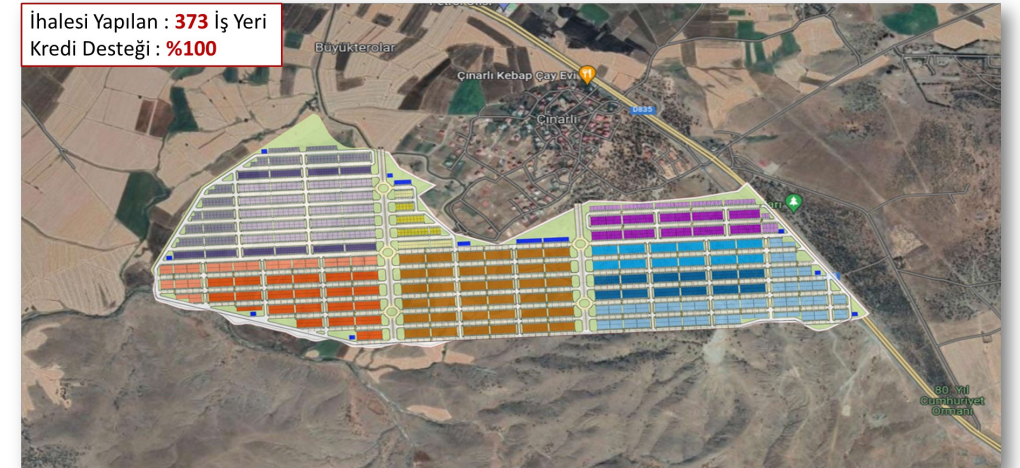 İhalesi Yapılan : 373 İş Yeri
Kredi Desteği : %100
Büyükterolar
Çınarlı Kebap Çay Evi
D835
Çınarlı
80. Yıl
Cumhuriyet
Ormanı